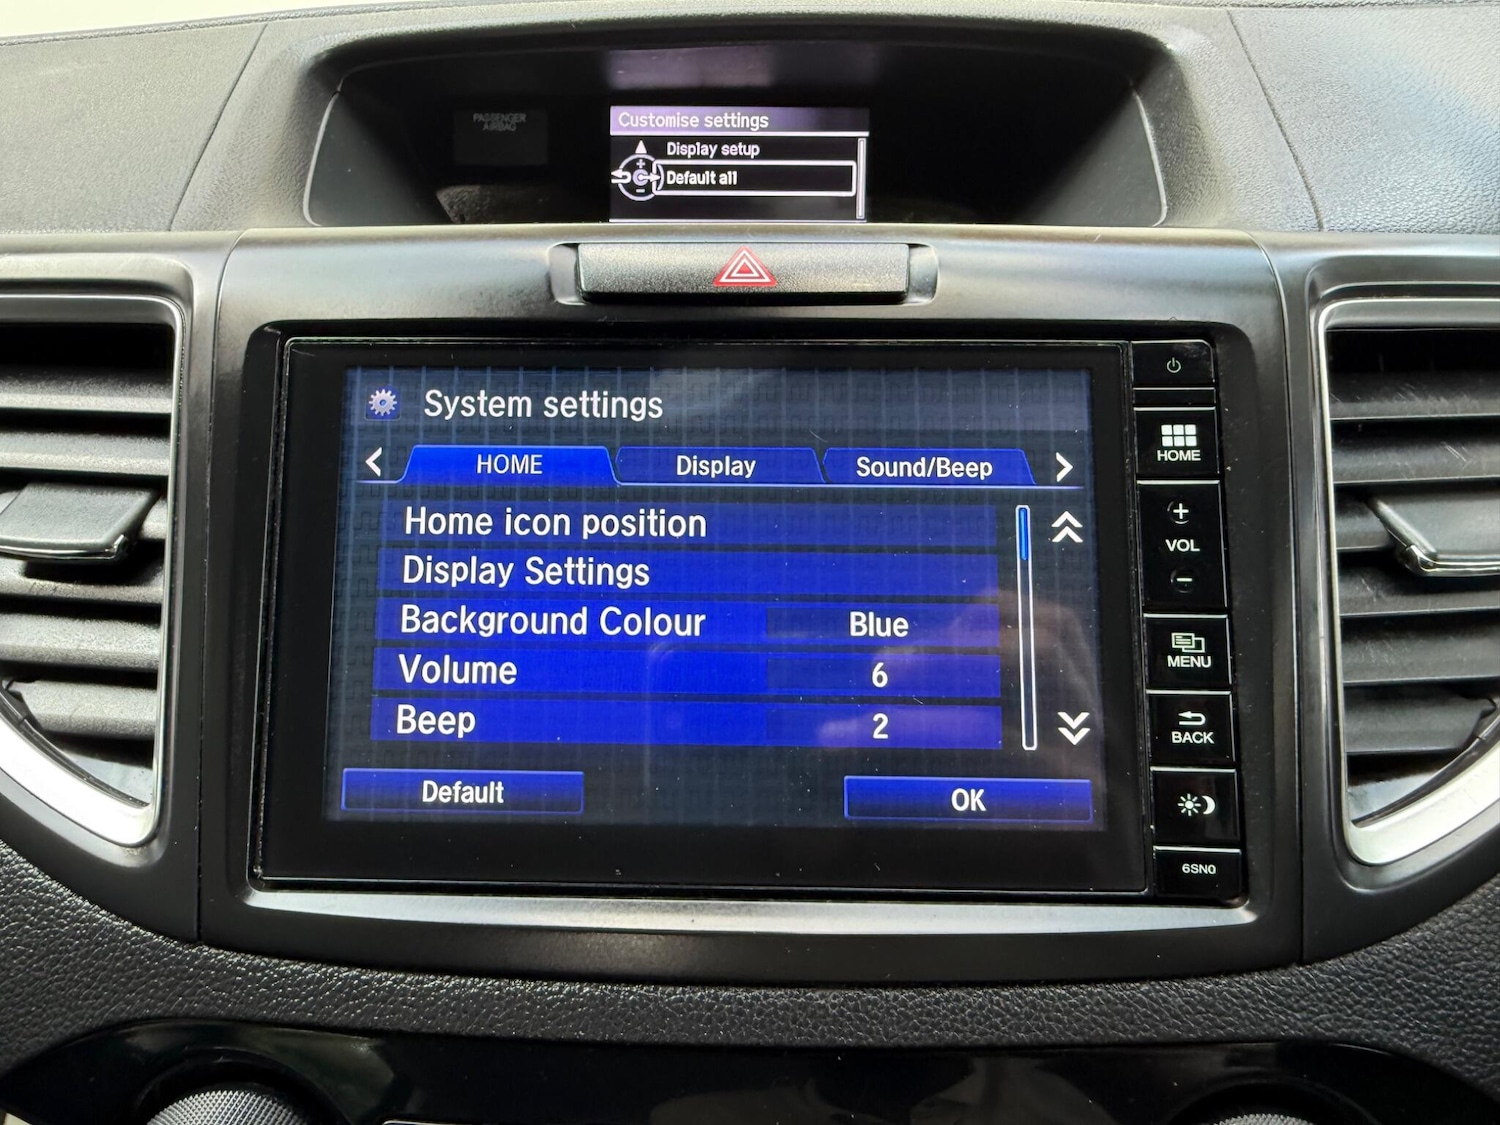 PASSENGER
AIRBAG
Customise settings
Display setup
Default all
System settings
HOME
Display
Sound/Beep
Home icon position
Display Settings
Background Colour Blue
Volume 6
Beep 2
Default
OK
HOME
+
VOL
-
MENU
BACK
6SN0